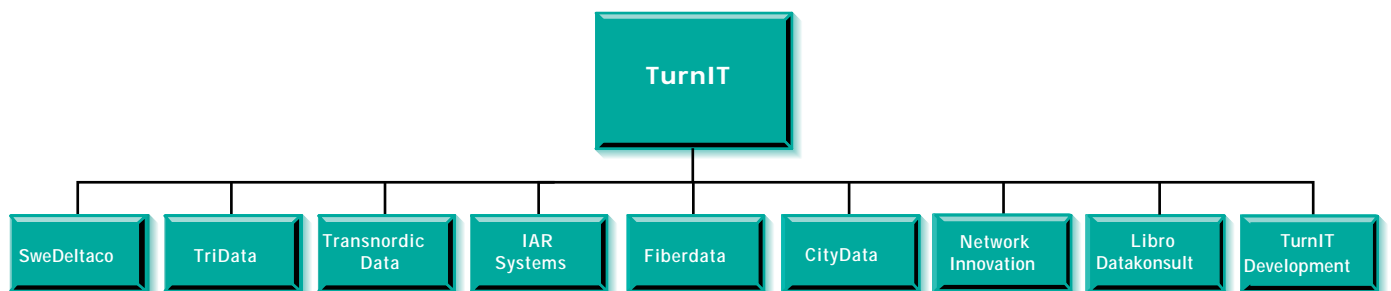 TurnIT
SweDeltaco
TriData
Transnordic
Data
IAR
Systems
Fiberdata
CityData
Network
Innovation
Libro
Datakonsult
TurnIT
Development